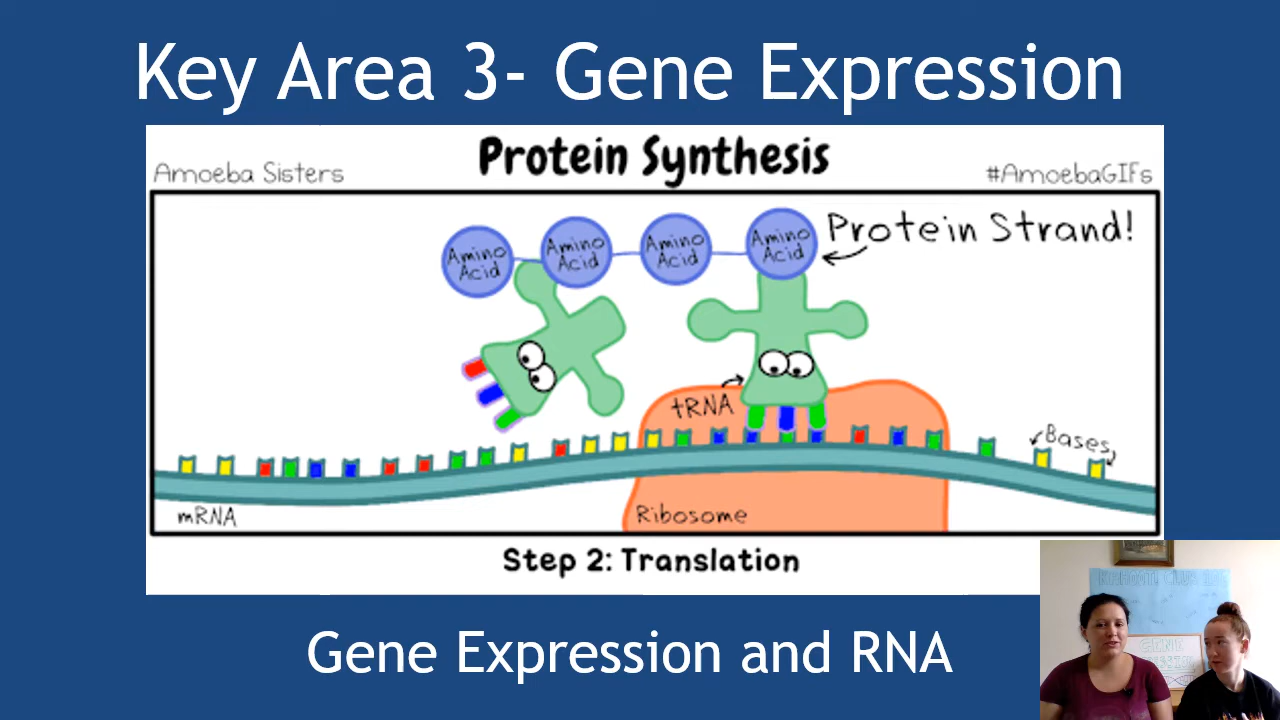 Key Area 3- Gene Expression
Protein Synthesis
Amoeba Sisters
#AmoebaGIFs
Amino
Acid
Amino
Acid
Amino
Acid
Amino
Acid
Protein Strand!
tRNA
Bases
mRNA
Ribosome
Step 2: Translation
Gene Expression and RNA
GENE